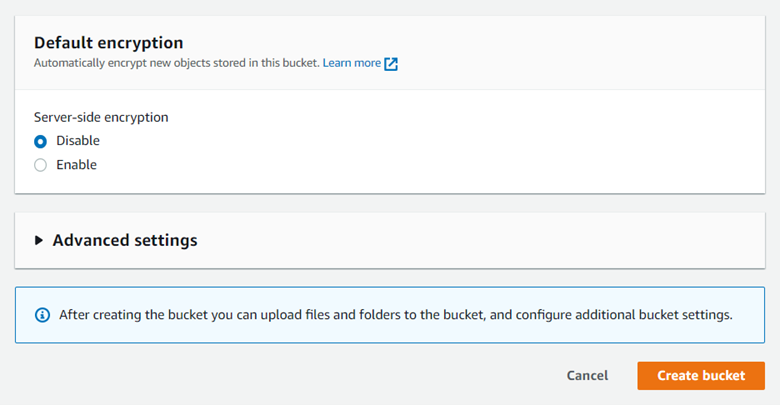 Default encryption
Automatically encrypt new objects stored in this bucket. Learn more
Server-side encryption
Disable
Enable
Advanced settings
After creating the bucket you can upload files and folders to the bucket, and configure additional bucket settings.
Cancel Create bucket